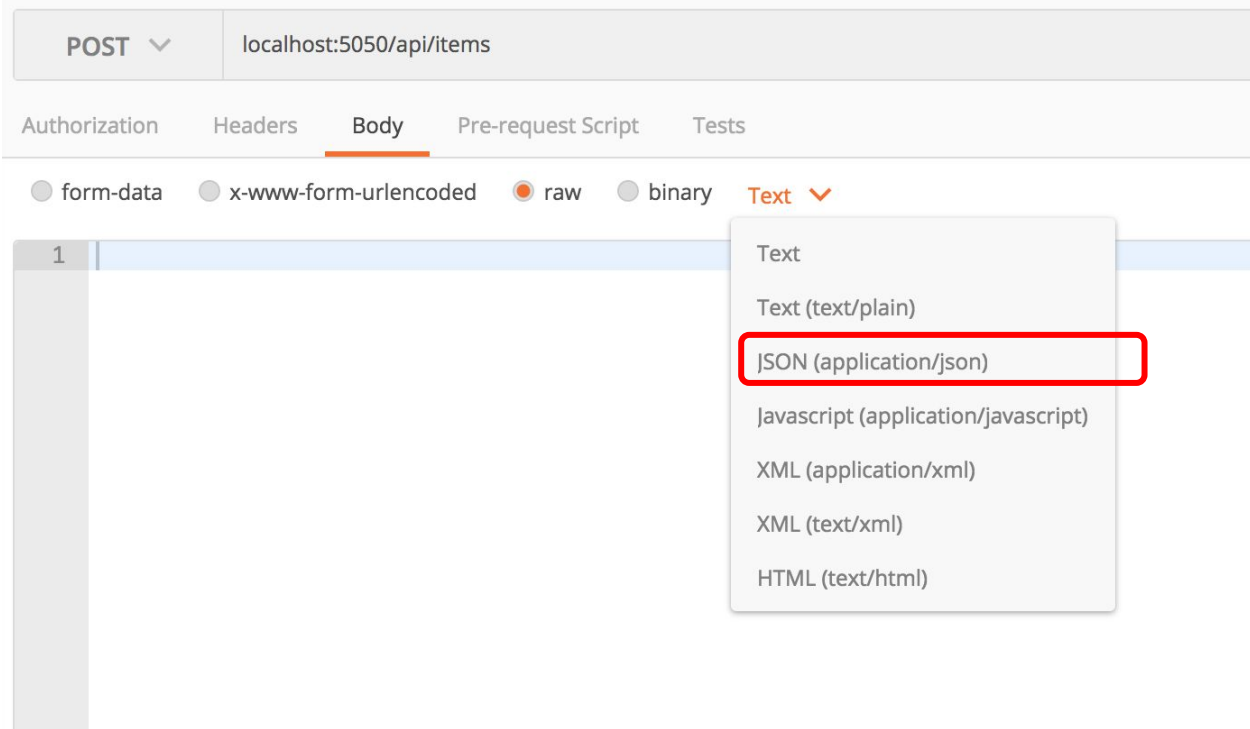 POST localhost:5050/api/items
Authorization Headers Body Pre-request Script Tests
form-data x-www-form-urlencoded raw binary Text
1
Text
Text (text/plain)
JSON (application/json)
Javascript (application/javascript)
XML (application/xml)
XML (text/xml)
HTML (text/html)